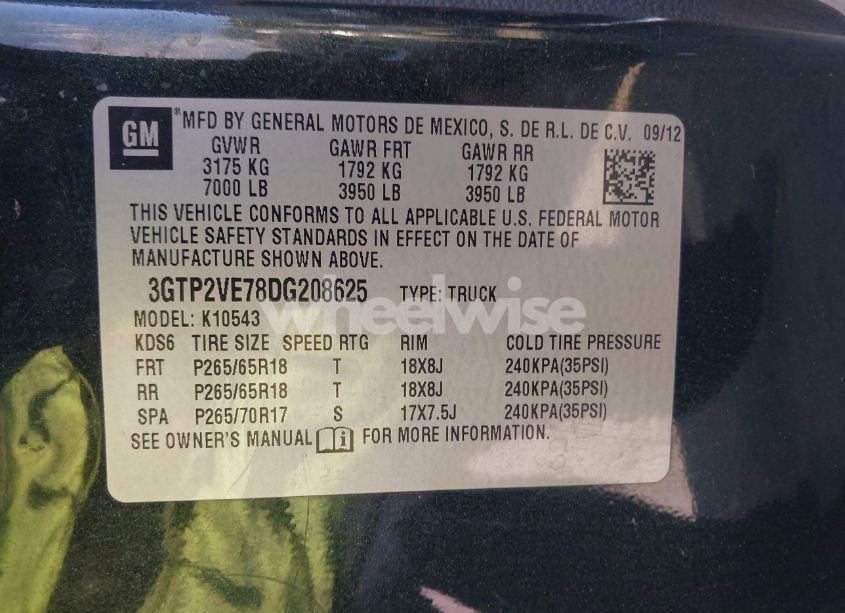 GM ® MFD BY GENERAL MOTORS DE MEXICO, S. DE R.L. DE C.V. 09/12
GVWR GAWR FRT GAWR RR
3175 KG 1792 KG 1792 KG
7000 LB 3950 LB 3950 LB
THIS VEHICLE CONFORMS TO ALL APPLICABLE U.S. FEDERAL MOTOR
VEHICLE SAFETY STANDARDS IN EFFECT ON THE DATE OF
MANUFACTURE SHOWN ABOVE.
3GTP2VE78DG208625 TYPE: TRUCK
wheelwise
MODEL: K10543
KDS6 TIRE SIZE SPEED RTG RIM COLD TIRE PRESSURE
FRT P265/65R18 T 18X8J 240KPA(35PSI)
RR P265/65R18 T 18X8J 240KPA(35PSI)
SPA P265/70R17 S 17X7.5J 240KPA(35PSI)
SEE OWNER'S MANUAL i FOR MORE INFORMATION.